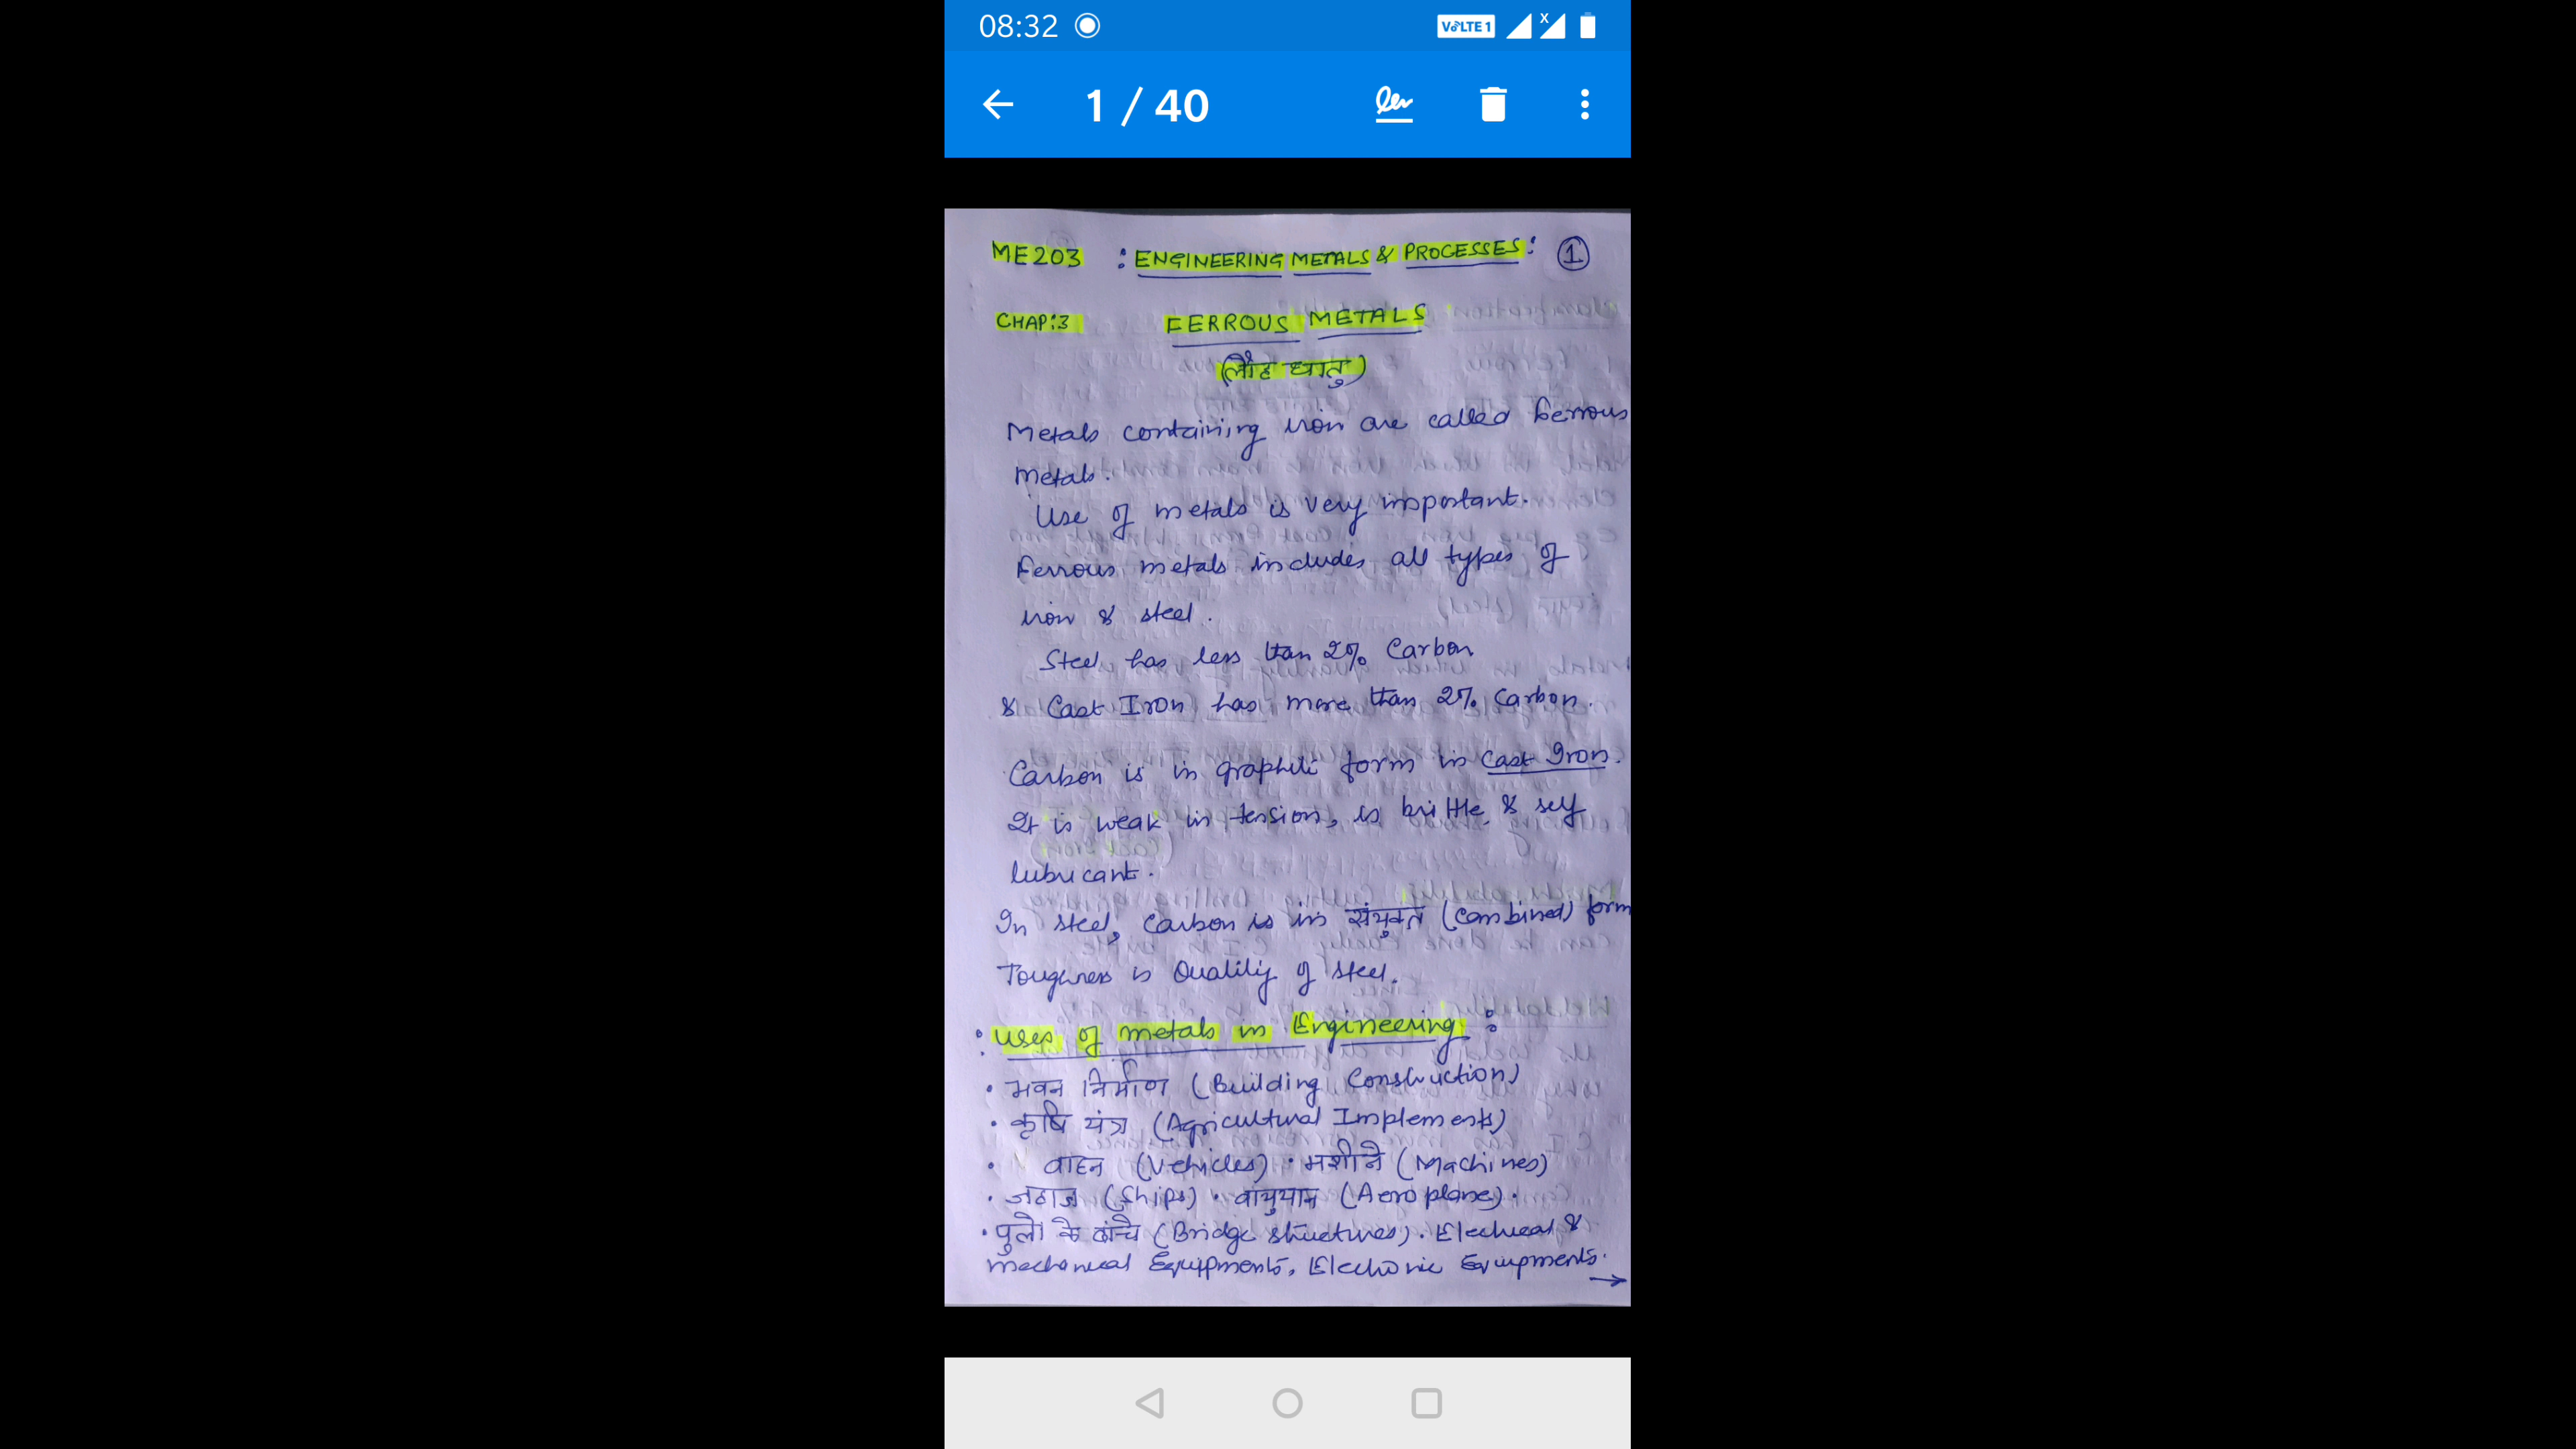 08:32 VoLTE 1 x
1 / 40
ME203 : ENGINEERING METALS & PROCESSES: 1
CHAP:3 FERROUS METALS
(लौह धातु)
Metals containing iron are called ferrous
Metals.
Use of metals is very important.
Ferrous metals includes all types of
iron & steel.
Steel has less than 2% Carbon
& Cast Iron has more than 2% Carbon.
Carbon is in graphite form in Cast Iron.
It is weak in tension, is brittle & self
lubricant.
In steel, Carbon is in संयुक्त (Combined) form
Toughness is Quality of steel.
: Uses of metals in Engineering :
• भवन निर्माण (Building Construction)
• कृषि यंत्र (Agricultural Implements)
• वाहन (Vehicles) • मशीने (Machines)
• जहाज (Ships) • वायुयान (Aeroplane).
• पुलो के ढांचे (Bridge structures). Electrical &
Mechanical Equipments, Electronic Equipments. →